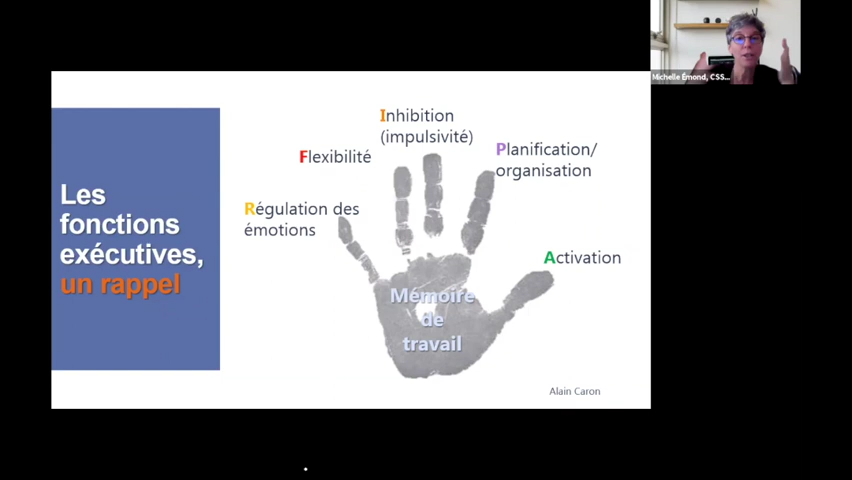 Michelle Émond, CSS...
Les
fonctions
exécutives,
un rappel
Inhibition
(impulsivité)
Flexibilité
Planification/
organisation
Régulation des
émotions
Activation
Mémoire
de
travail
Alain Caron